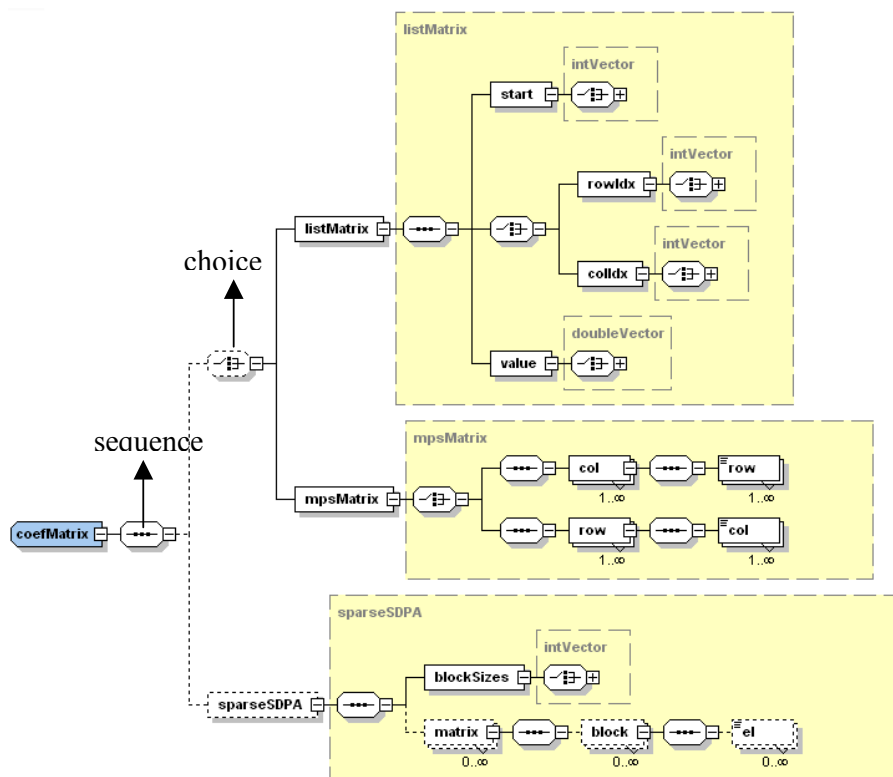 listMatrix
intVector
start
intVector
rowIdx
listMatrix
intVector
colIdx
choice
doubleVector
value
sequence
mpsMatrix
col
1..∞
row
1..∞
mpsMatrix
row
1..∞
col
1..∞
coefMatrix
sparseSDPA
intVector
blockSizes
sparseSDPA
matrix
0..∞
block
0..∞
el
0..∞